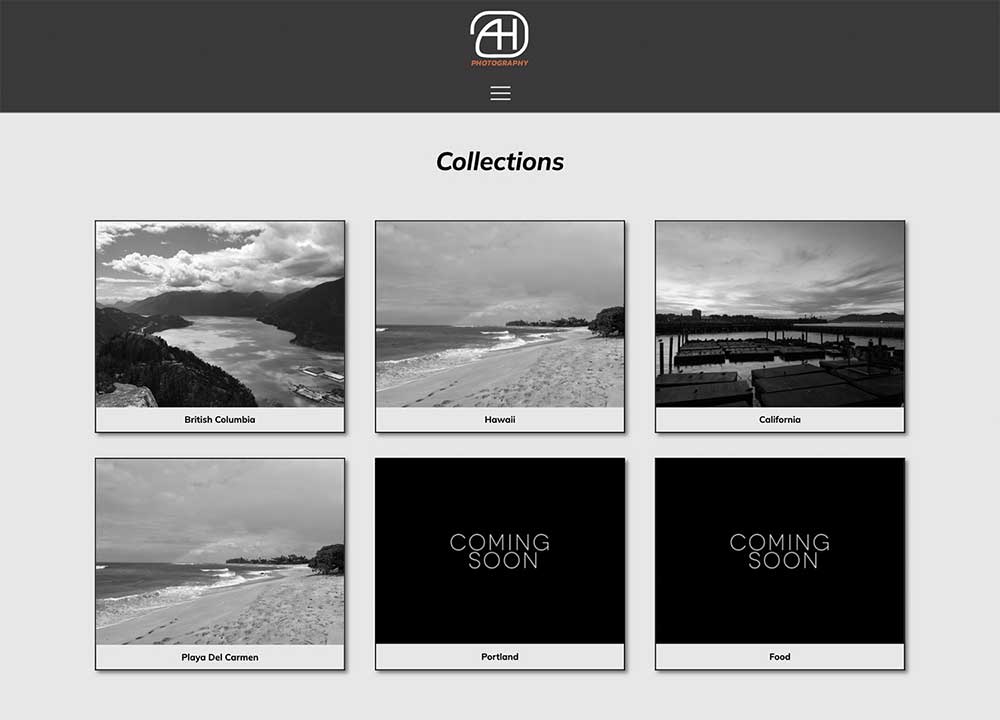 AH
PHOTOGRAPHY
Collections
British Columbia
Hawaii
California
Playa Del Carmen
COMING
SOON
Portland
COMING
SOON
Food